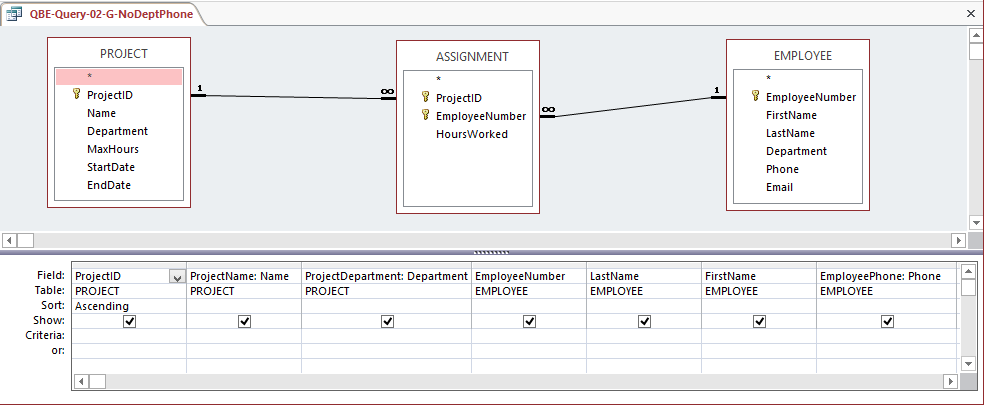 QBE-Query-02-G-NoDeptPhone
PROJECT
*
ProjectID
Name
Department
MaxHours
StartDate
EndDate
1
∞
ASSIGNMENT
*
ProjectID
EmployeeNumber
HoursWorked
∞
1
EMPLOYEE
*
EmployeeNumber
FirstName
LastName
Department
Phone
Email
Field: ProjectID ProjectName: Name ProjectDepartment: Department EmployeeNumber LastName FirstName EmployeePhone: Phone
Table: PROJECT PROJECT PROJECT EMPLOYEE EMPLOYEE EMPLOYEE EMPLOYEE
Sort: Ascending
Show:
Criteria:
or: